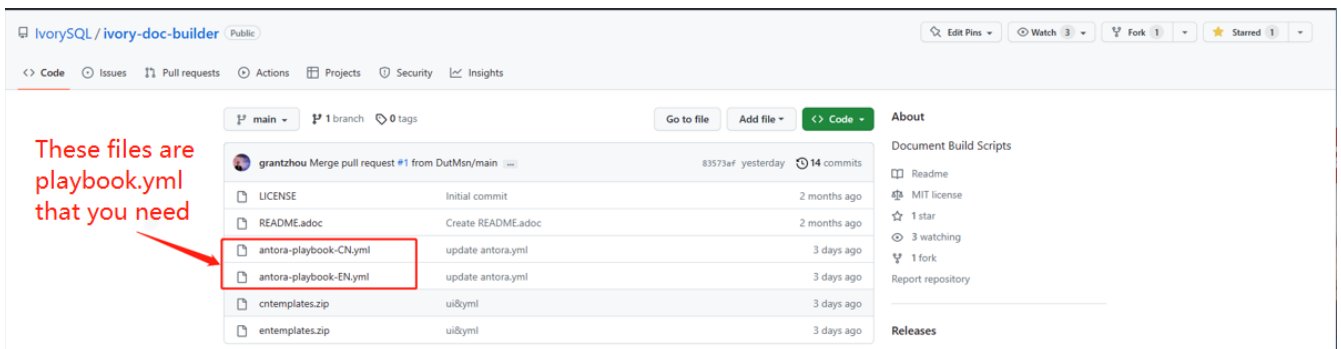 IvorySQL / ivory-doc-builder Public
Edit Pins Watch 3 Fork 1 Starred 1
Code Issues Pull requests Actions Projects Security Insights
main 1 branch 0 tags Go to file Add file Code
grantzhou Merge pull request #1 from DutMsn/main ... 83573af yesterday 14 commits
LICENSE Initial commit 2 months ago
README.adoc Create README.adoc 2 months ago
antora-playbook-CN.yml update antora.yml 3 days ago
antora-playbook-EN.yml update antora.yml 3 days ago
cntemplates.zip ui&yml 3 days ago
entemplates.zip ui&yml 3 days ago
These files are
playbook.yml
that you need
About
Document Build Scripts
Readme
MIT license
1 star
3 watching
1 fork
Report repository
Releases